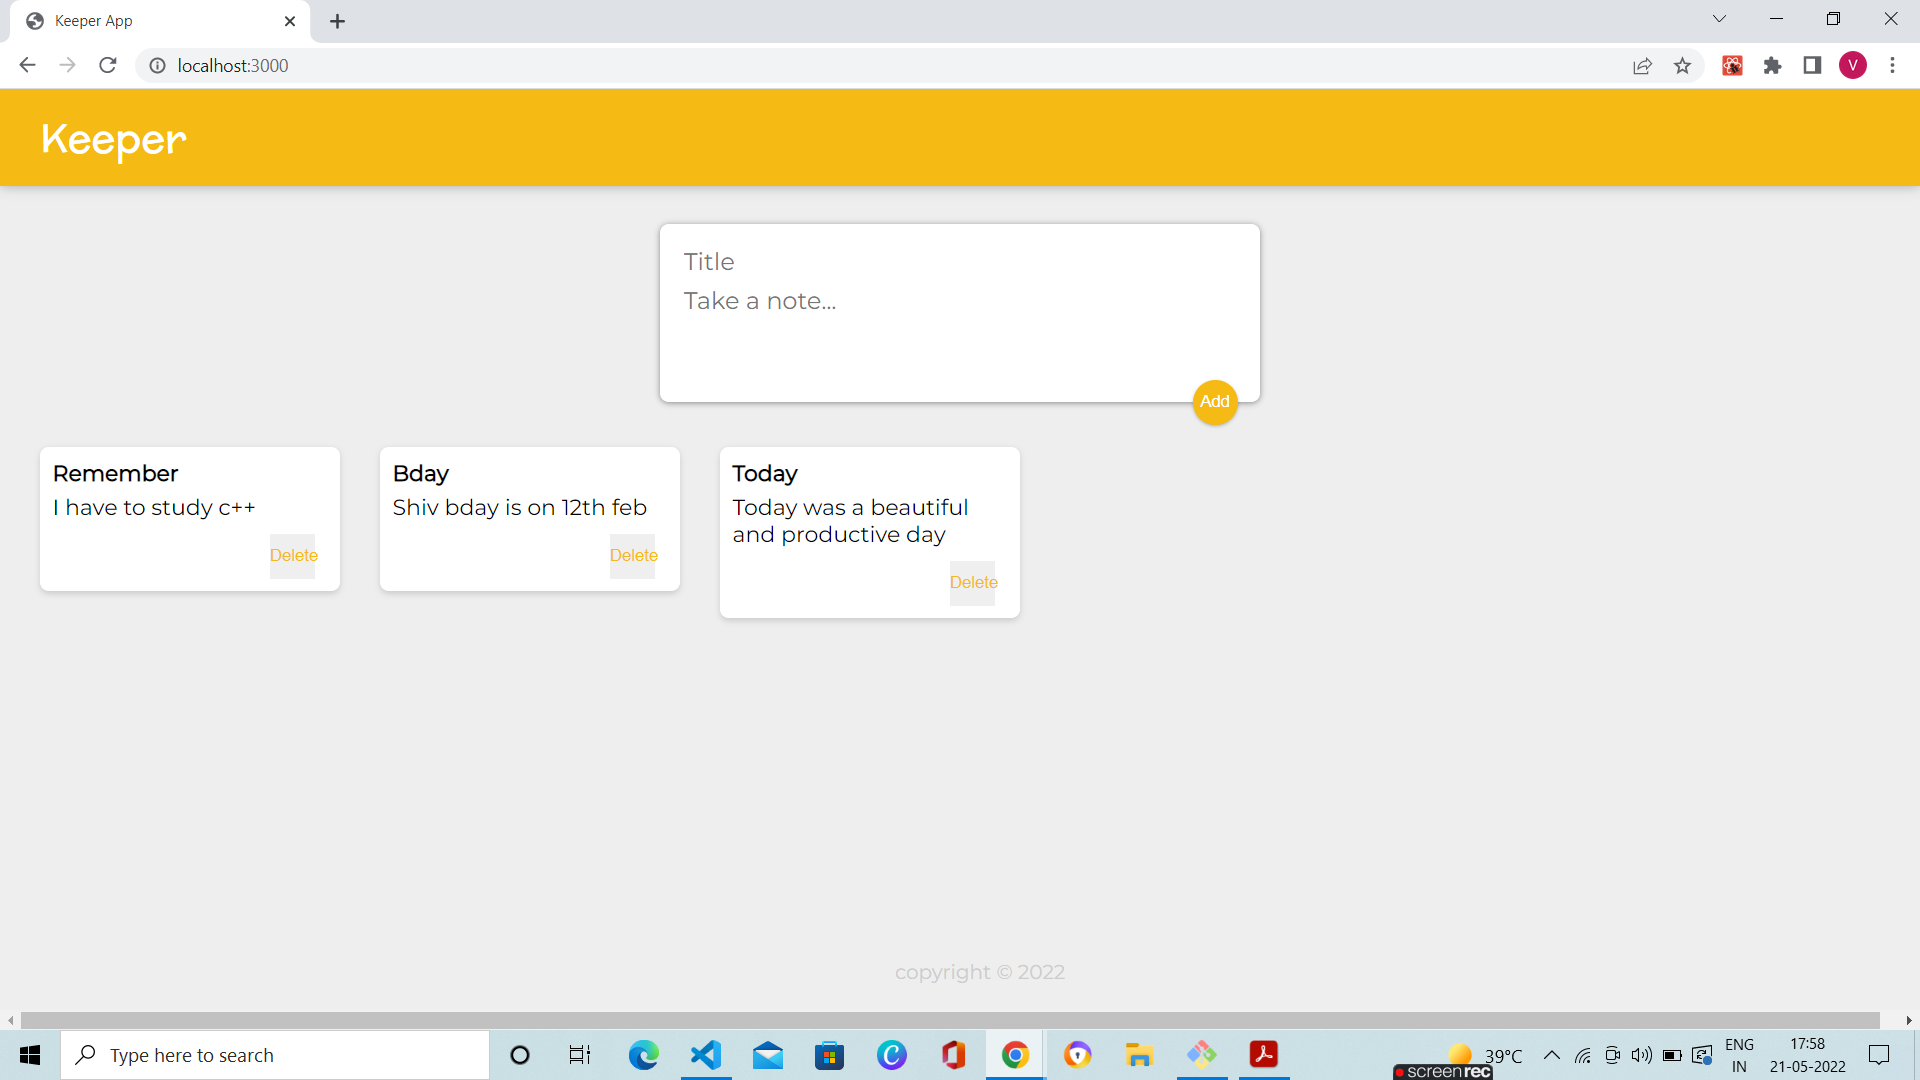 Keeper App
localhost:3000
V
Keeper
Title
Take a note...
Add
Remember
I have to study c++
Delete
Bday
Shiv bday is on 12th feb
Delete
Today
Today was a beautiful
and productive day
Delete
copyright © 2022
Type here to search
39°C
screenrec
ENG
IN
17:58
21-05-2022